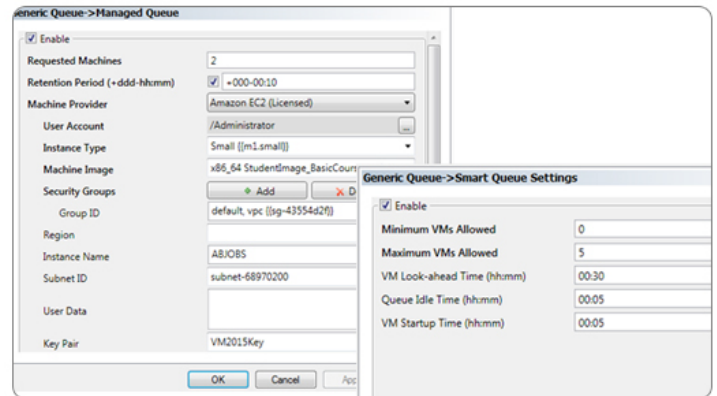 Generic Queue->Managed Queue
Enable
Requested Machines 2
Retention Period (+ddd-hh:mm) +000-00:10
Machine Provider Amazon EC2 (Licensed)
User Account /Administrator ...
Instance Type Small {{m1.small}}
Machine Image x86_64 StudentImage_BasicCours
Security Groups Add D
Group ID default, vpc {{sg-43554d2f}}
Region
Instance Name ABJOBS
Subnet ID subnet-68970200
User Data
Key Pair VM2015Key
OK Cancel App
Generic Queue->Smart Queue Settings
Enable
Minimum VMs Allowed 0
Maximum VMs Allowed 5
VM Look-ahead Time (hh:mm) 00:30
Queue Idle Time (hh:mm) 00:05
VM Startup Time (hh:mm) 00:05